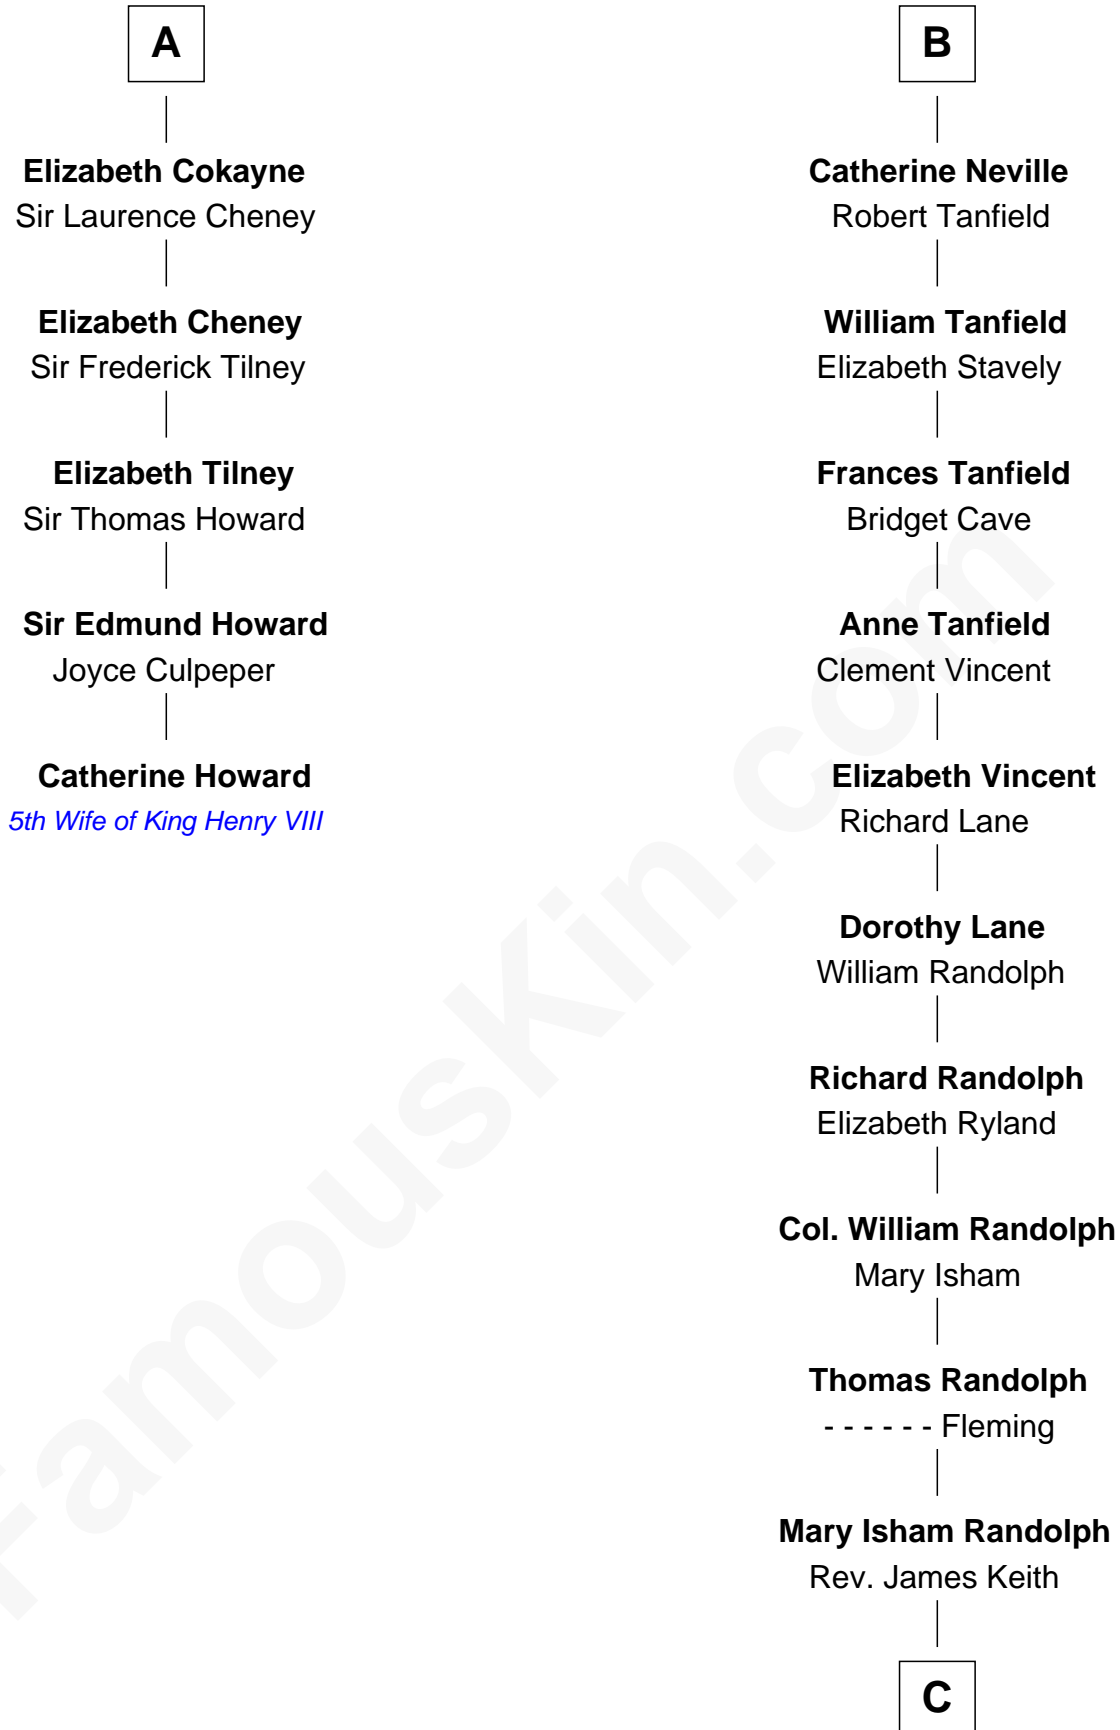 A
Elizabeth Cokayne
Sir Laurence Cheney
Elizabeth Cheney
Sir Frederick Tilney
Elizabeth Tilney
Sir Thomas Howard
Sir Edmund Howard
Joyce Culpeper
Catherine Howard
5th Wife of King Henry VIII
B
Catherine Neville
Robert Tanfield
William Tanfield
Elizabeth Stavely
Frances Tanfield
Bridget Cave
Anne Tanfield
Clement Vincent
Elizabeth Vincent
Richard Lane
Dorothy Lane
William Randolph
Richard Randolph
Elizabeth Ryland
Col. William Randolph
Mary Isham
Thomas Randolph
- - - - - - Fleming
Mary Isham Randolph
Rev. James Keith
C
FamousKin.com